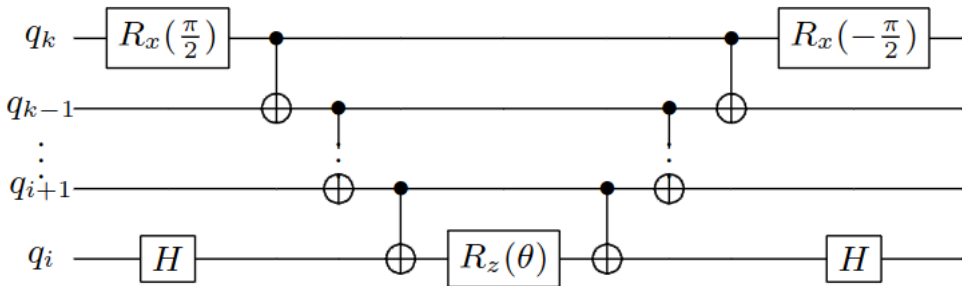 q_k R_x(π/2) R_x(−π/2)
q_{k−1}
⋮ ⋮ ⋮
q_{i+1}
q_i H R_z(θ) H